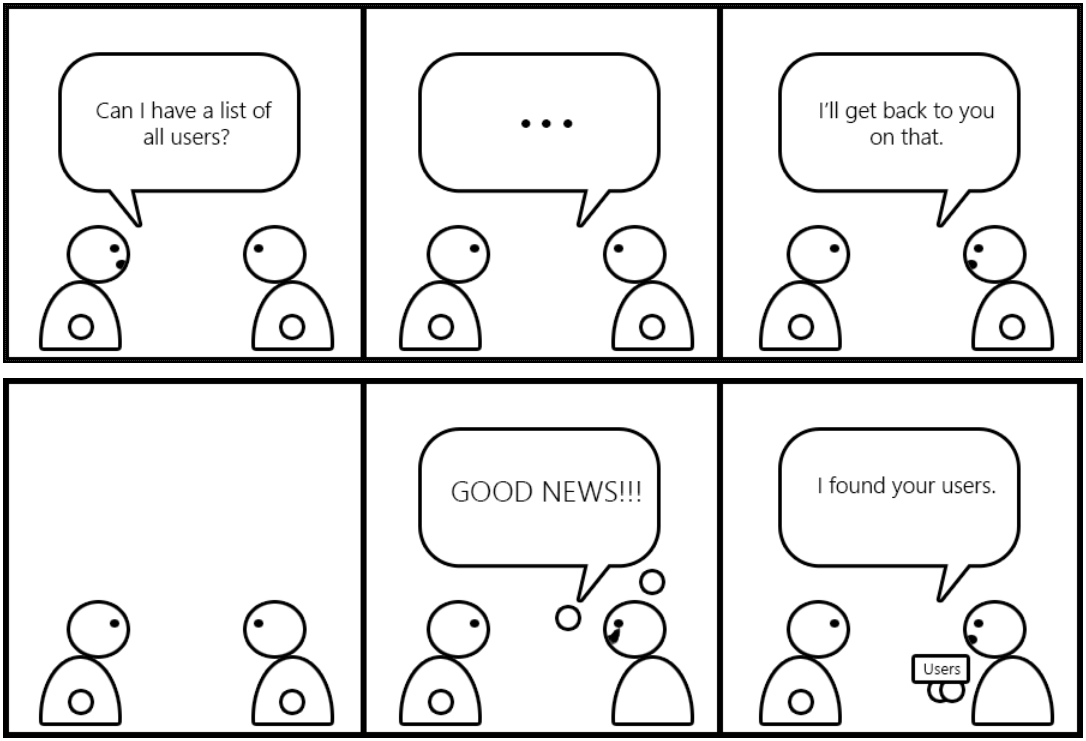 Can I have a list of
all users?
...
I'll get back to you
on that.
GOOD NEWS!!!
I found your users.
Users